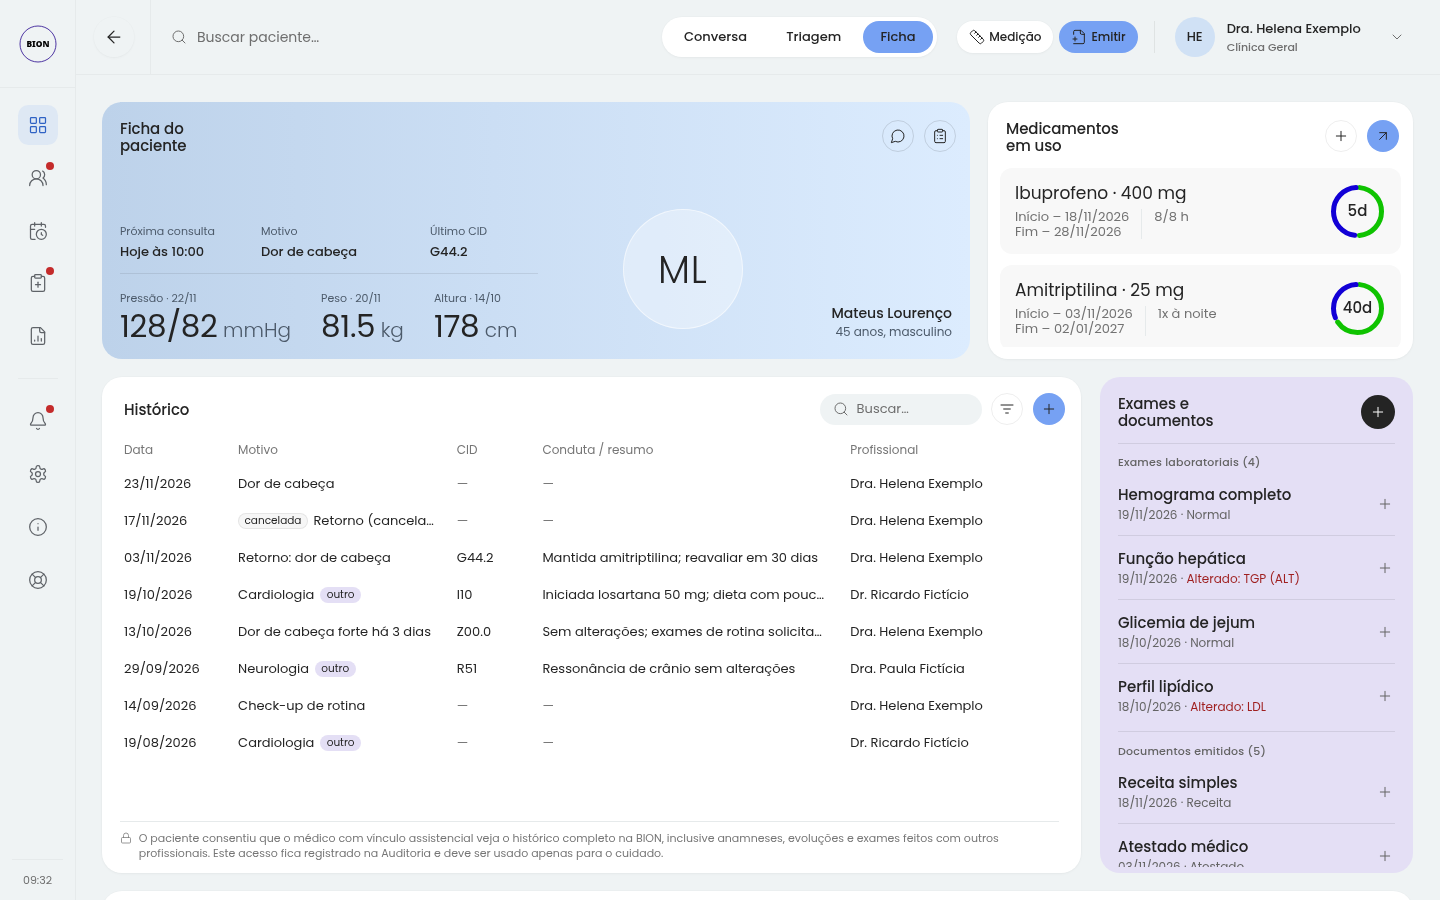 BION
Buscar paciente...
Conversa
Triagem
Ficha
Medição
Emitir
HE
Dra. Helena Exemplo
Clínica Geral
Ficha do
paciente
Próxima consulta
Motivo
Último CID
Hoje às 10:00
Dor de cabeça
G44.2
Pressão · 22/11
Peso · 20/11
Altura · 14/10
128/82 mmHg
81.5 kg
178 cm
ML
Mateus Lourenço
45 anos, masculino
Medicamentos
em uso
Ibuprofeno · 400 mg
Início – 18/11/2026
8/8 h
Fim – 28/11/2026
5d
Amitriptilina · 25 mg
Início – 03/11/2026
1x à noite
Fim – 02/01/2027
40d
Histórico
Buscar...
Data Motivo CID Conduta / resumo Profissional
23/11/2026 Dor de cabeça — — Dra. Helena Exemplo
17/11/2026 cancelada Retorno (cancela... — — Dra. Helena Exemplo
03/11/2026 Retorno: dor de cabeça G44.2 Mantida amitriptilina; reavaliar em 30 dias Dra. Helena Exemplo
19/10/2026 Cardiologia outro I10 Iniciada losartana 50 mg; dieta com pouc... Dr. Ricardo Fictício
13/10/2026 Dor de cabeça forte há 3 dias Z00.0 Sem alterações; exames de rotina solicita... Dra. Helena Exemplo
29/09/2026 Neurologia outro R51 Ressonância de crânio sem alterações Dra. Paula Fictícia
14/09/2026 Check-up de rotina — — Dra. Helena Exemplo
19/08/2026 Cardiologia outro — — Dr. Ricardo Fictício
O paciente consentiu que o médico com vínculo assistencial veja o histórico completo na BION, inclusive anamneses, evoluções e exames feitos com outros
profissionais. Este acesso fica registrado na Auditoria e deve ser usado apenas para o cuidado.
Exames e
documentos
Exames laboratoriais (4)
Hemograma completo
19/11/2026 · Normal
Função hepática
19/11/2026 · Alterado: TGP (ALT)
Glicemia de jejum
18/10/2026 · Normal
Perfil lipídico
18/10/2026 · Alterado: LDL
Documentos emitidos (5)
Receita simples
18/11/2026 · Receita
Atestado médico
03/11/2026 · Atestado
09:32